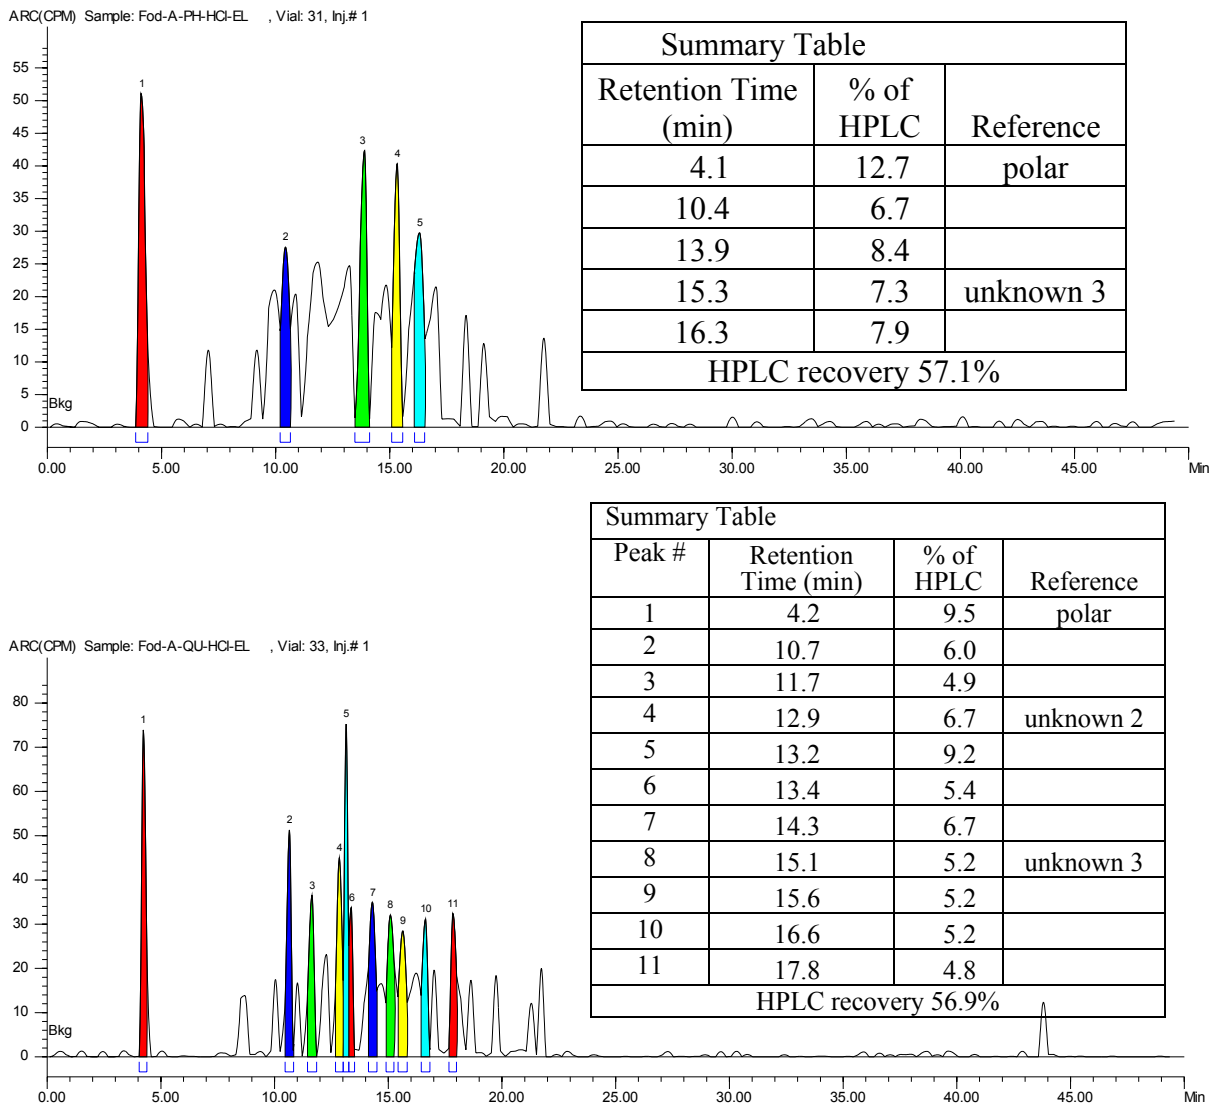 ARC(CPM) Sample: Fod-A-PH-HCl-EL , Vial: 31, Inj.# 1
55
50
45
40
35
30
25
20
15
10
5
0
Bkg
1
2
3
4
5
0.00 5.00 10.00 15.00 20.00 25.00 30.00 35.00 40.00 45.00 Min
Summary Table
Retention Time (min) % of HPLC Reference
4.1 12.7 polar
10.4 6.7
13.9 8.4
15.3 7.3 unknown 3
16.3 7.9
HPLC recovery 57.1%
ARC(CPM) Sample: Fod-A-QU-HCl-EL , Vial: 33, Inj.# 1
80
70
60
50
40
30
20
10
0
Bkg
1
2
3
4
5
6
7
8
9
10
11
0.00 5.00 10.00 15.00 20.00 25.00 30.00 35.00 40.00 45.00 Min
Summary Table
Peak # Retention Time (min) % of HPLC Reference
1 4.2 9.5 polar
2 10.7 6.0
3 11.7 4.9
4 12.9 6.7 unknown 2
5 13.2 9.2
6 13.4 5.4
7 14.3 6.7
8 15.1 5.2 unknown 3
9 15.6 5.2
10 16.6 5.2
11 17.8 4.8
HPLC recovery 56.9%